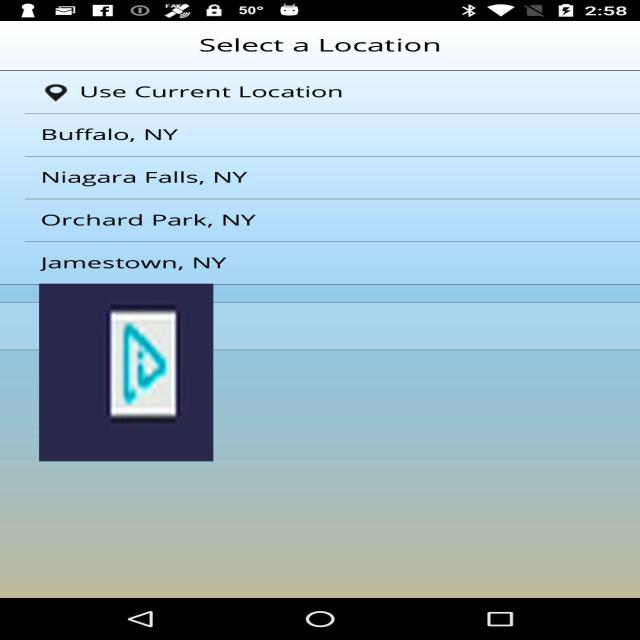 50°
2:58
Select a Location
Use Current Location
Buffalo, NY
Niagara Falls, NY
Orchard Park, NY
Jamestown, NY